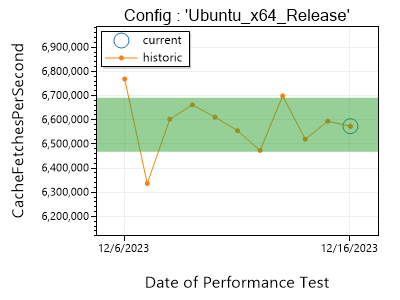 Config : 'Ubuntu_x64_Release'
current
historic
CacheFetchesPerSecond
6,900,000
6,800,000
6,700,000
6,600,000
6,500,000
6,400,000
6,300,000
6,200,000
12/6/2023
12/16/2023
Date of Performance Test